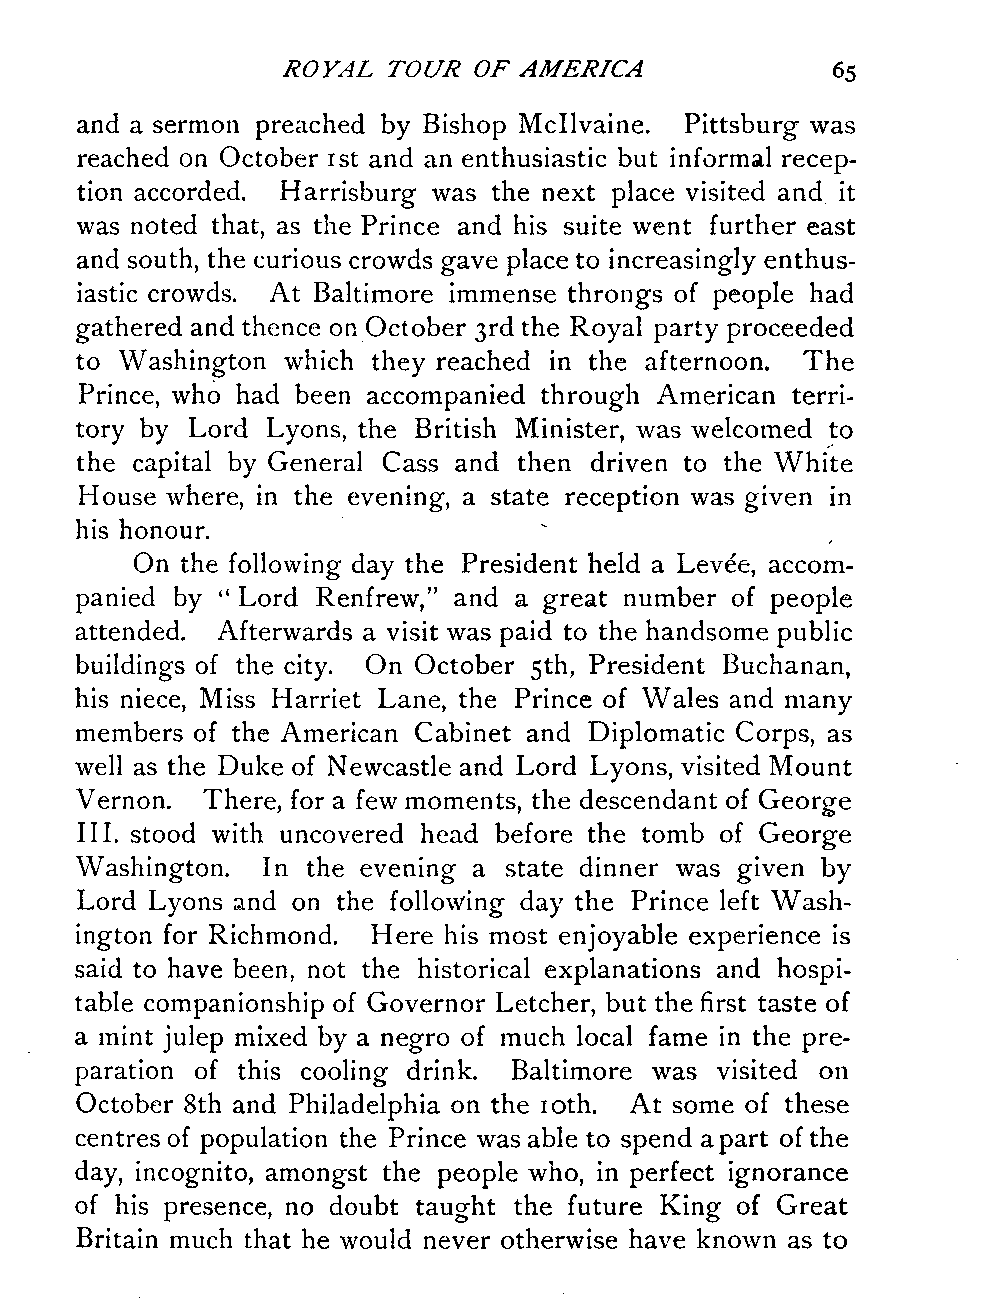 ROYAL TOUR OF AMERICA 65
and a sermon preached by Bishop McIlvaine. Pittsburg was
reached on October 1st and an enthusiastic but informal recep-
tion accorded. Harrisburg was the next place visited and it
was noted that, as the Prince and his suite went further east
and south, the curious crowds gave place to increasingly enthus-
iastic crowds. At Baltimore immense throngs of people had
gathered and thence on October 3rd the Royal party proceeded
to Washington which they reached in the afternoon. The
Prince, who had been accompanied through American terri-
tory by Lord Lyons, the British Minister, was welcomed to
the capital by General Cass and then driven to the White
House where, in the evening, a state reception was given in
his honour.
On the following day the President held a Levée, accom-
panied by "Lord Renfrew," and a great number of people
attended. Afterwards a visit was paid to the handsome public
buildings of the city. On October 5th, President Buchanan,
his niece, Miss Harriet Lane, the Prince of Wales and many
members of the American Cabinet and Diplomatic Corps, as
well as the Duke of Newcastle and Lord Lyons, visited Mount
Vernon. There, for a few moments, the descendant of George
III. stood with uncovered head before the tomb of George
Washington. In the evening a state dinner was given by
Lord Lyons and on the following day the Prince left Wash-
ington for Richmond. Here his most enjoyable experience is
said to have been, not the historical explanations and hospi-
table companionship of Governor Letcher, but the first taste of
a mint julep mixed by a negro of much local fame in the pre-
paration of this cooling drink. Baltimore was visited on
October 8th and Philadelphia on the 10th. At some of these
centres of population the Prince was able to spend a part of the
day, incognito, amongst the people who, in perfect ignorance
of his presence, no doubt taught the future King of Great
Britain much that he would never otherwise have known as to